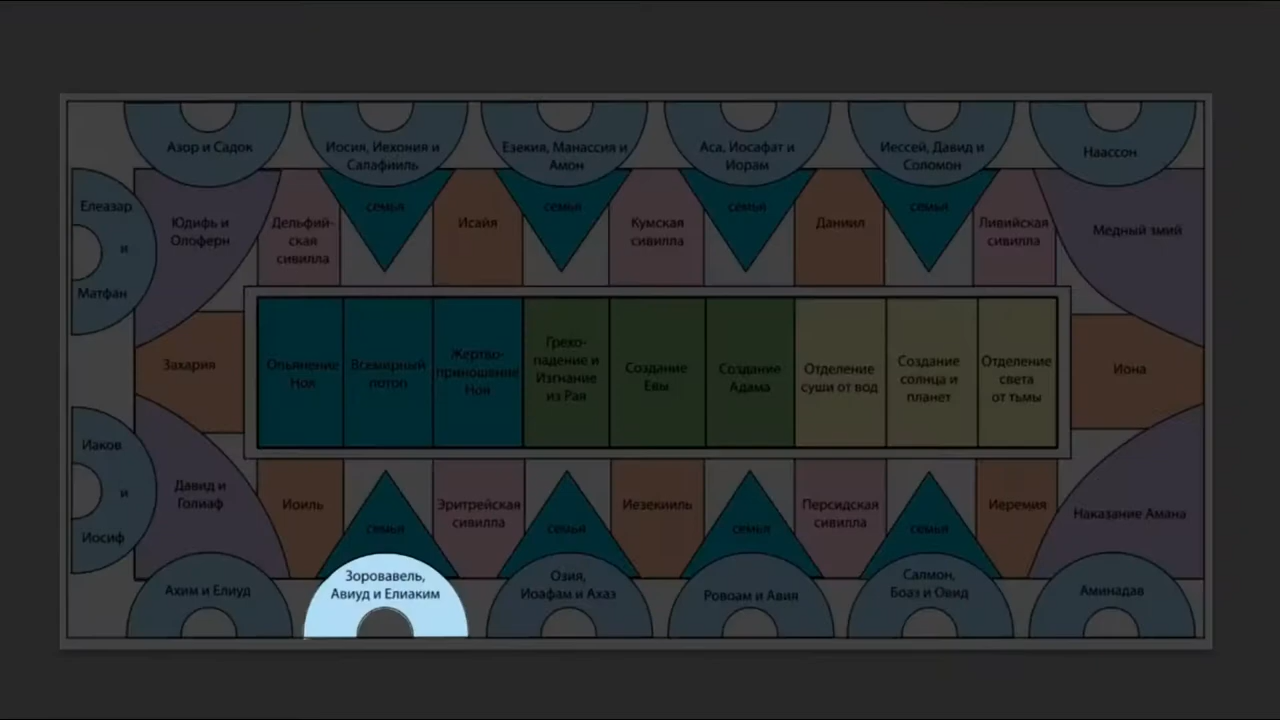 Азор и Садок
Иосия, Иехония и
Салафииль
Езекия, Манассия и
Амон
Аса, Иосафат и
Иорам
Иессей, Давид и
Соломон
Наассон
Елеазар
и
Матфан
Юдифь и
Олоферн
Дельфий-
ская
сивилла
семья
Исайя
семья
Кумская
сивилла
семья
Даниил
семья
Ливийская
сивилла
Медный змий
Захария
Опьянение
Ноя
Всемирный
потоп
Жертво-
приношение
Ноя
Грехо-
падение и
Изгнание
из Рая
Создание
Евы
Создание
Адама
Отделение
суши от вод
Создание
солнца и
планет
Отделение
света
от тьмы
Иона
Иаков
и
Иосиф
Давид и
Голиаф
Иоиль
семья
Эритрейская
сивилла
семья
Иезекииль
семья
Персидская
сивилла
семья
Иеремия
Наказание Амана
Ахим и Елиуд
Зоровавель,
Авиуд и Елиаким
Озия,
Иоафам и Ахаз
Ровоам и Авия
Салмон,
Боаз и Овид
Аминадав